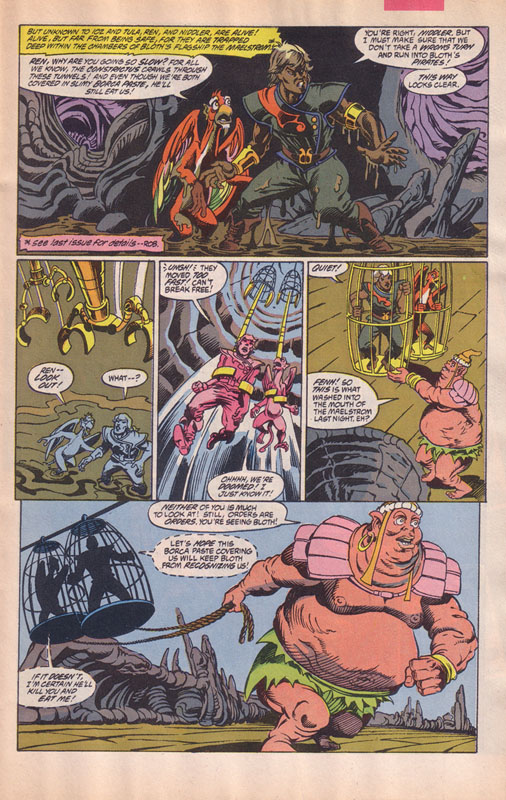 BUT UNKNOWN TO ICE AND TULA, REN, AND NIDDLER, ARE ALIVE!
ALIVE, BUT FAR FROM BEING SAFE, FOR THEY ARE TRAPPED
DEEP WITHIN THE CHAMBERS OF BLOTH'S FLAGSHIP THE MAELSTROM!*
REN, WHY ARE YOU GOING SO SLOW? FOR ALL
WE KNOW, THE CONSTRICTUS CRAWLS THROUGH
THESE TUNNELS! AND EVEN THOUGH WE'RE BOTH
COVERED IN SLIMY BORCA PASTE, HE'LL
STILL EAT US!
YOU'RE RIGHT, NIDDLER, BUT
I MUST MAKE SURE THAT WE
DON'T TAKE A WRONG TURN
AND RUN INTO BLOTH'S
PIRATES!
THIS WAY
LOOKS CLEAR.
* SEE LAST ISSUE FOR DETAILS--ROB.
REN--
LOOK
OUT!
WHAT--?
UNGH! THEY
MOVED TOO
FAST! CAN'T
BREAK FREE!
OHHHH, WE'RE
DOOMED! I
JUST KNOW IT!
QUIET!
FEHH! SO
THIS IS WHAT
WASHED INTO
THE MOUTH OF
THE MAELSTROM
LAST NIGHT, EH?
NEITHER OF YOU IS MUCH
TO LOOK AT! STILL, ORDERS ARE
ORDERS. YOU'RE SEEING BLOTH!
LET'S HOPE THIS
BORCA PASTE COVERING
US WILL KEEP BLOTH
FROM RECOGNIZING US!
IF IT DOESN'T,
I'M CERTAIN HE'LL
KILL YOU AND
EAT ME!